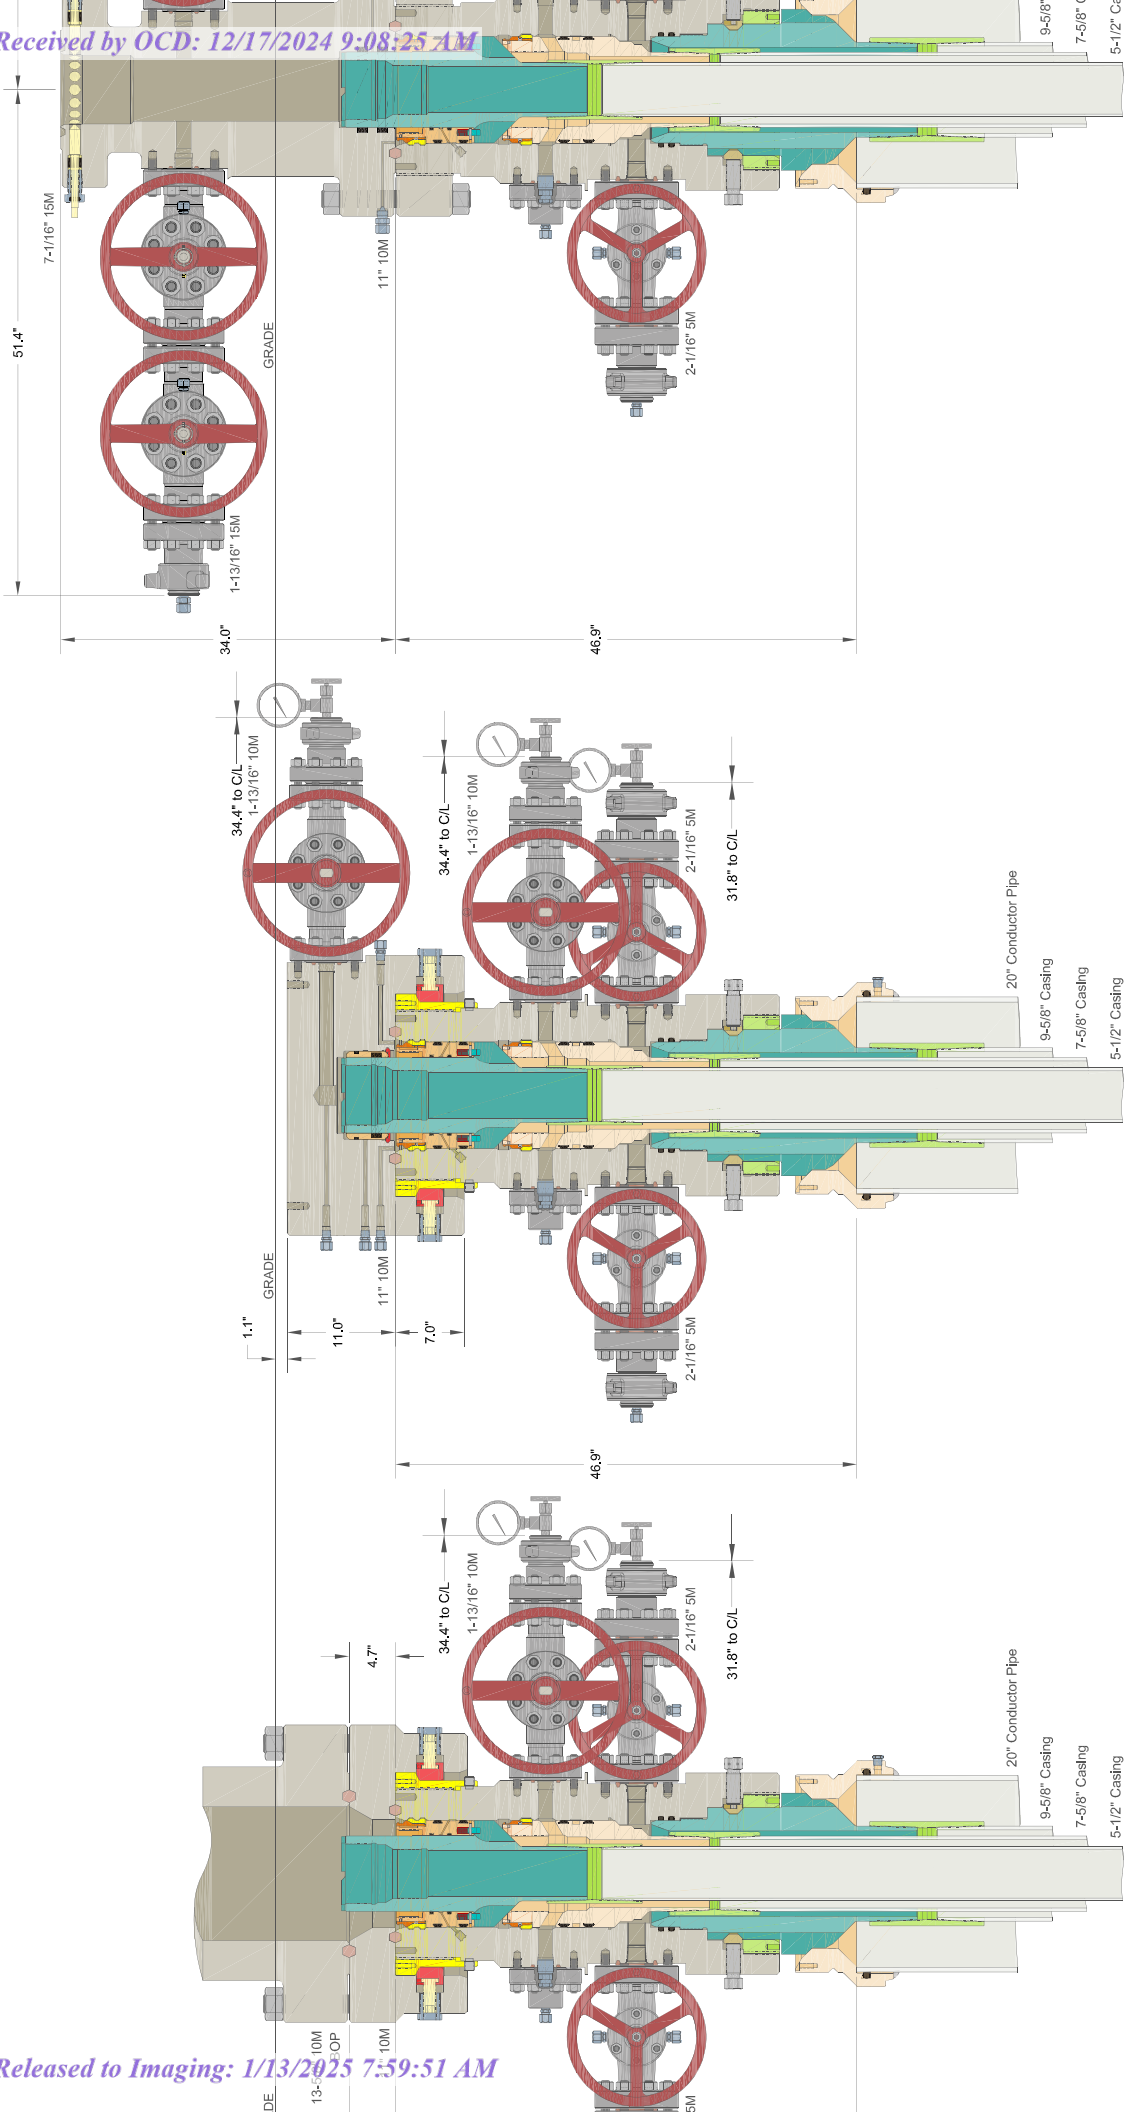 Received by OCD: 12/17/2024 9:08:25 AM
9-5/8"
7-5/8"
5-1/2" Ca
7-1/16" 15M
11" 10M
51.4"
GRADE
2-1/16" 5M
1-13/16" 15M
34.0"
46.9"
34.4" to C/L
1-13/16" 10M
34.4" to C/L
1-13/16" 10M
2-1/16" 5M
31.8" to C/L
20" Conductor Pipe
9-5/8" Casing
7-5/8" Casing
5-1/2" Casing
GRADE
11" 10M
1.1"
11.0"
7.0"
2-1/16" 5M
46.9"
34.4" to C/L
1-13/16" 10M
2-1/16" 5M
31.8" to C/L
4.7"
20" Conductor Pipe
9-5/8" Casing
7-5/8" Casing
5-1/2" Casing
10M
BOP
10M
Released to Imaging: 1/13/2025 7:59:51 AM
DE
13-5
5M